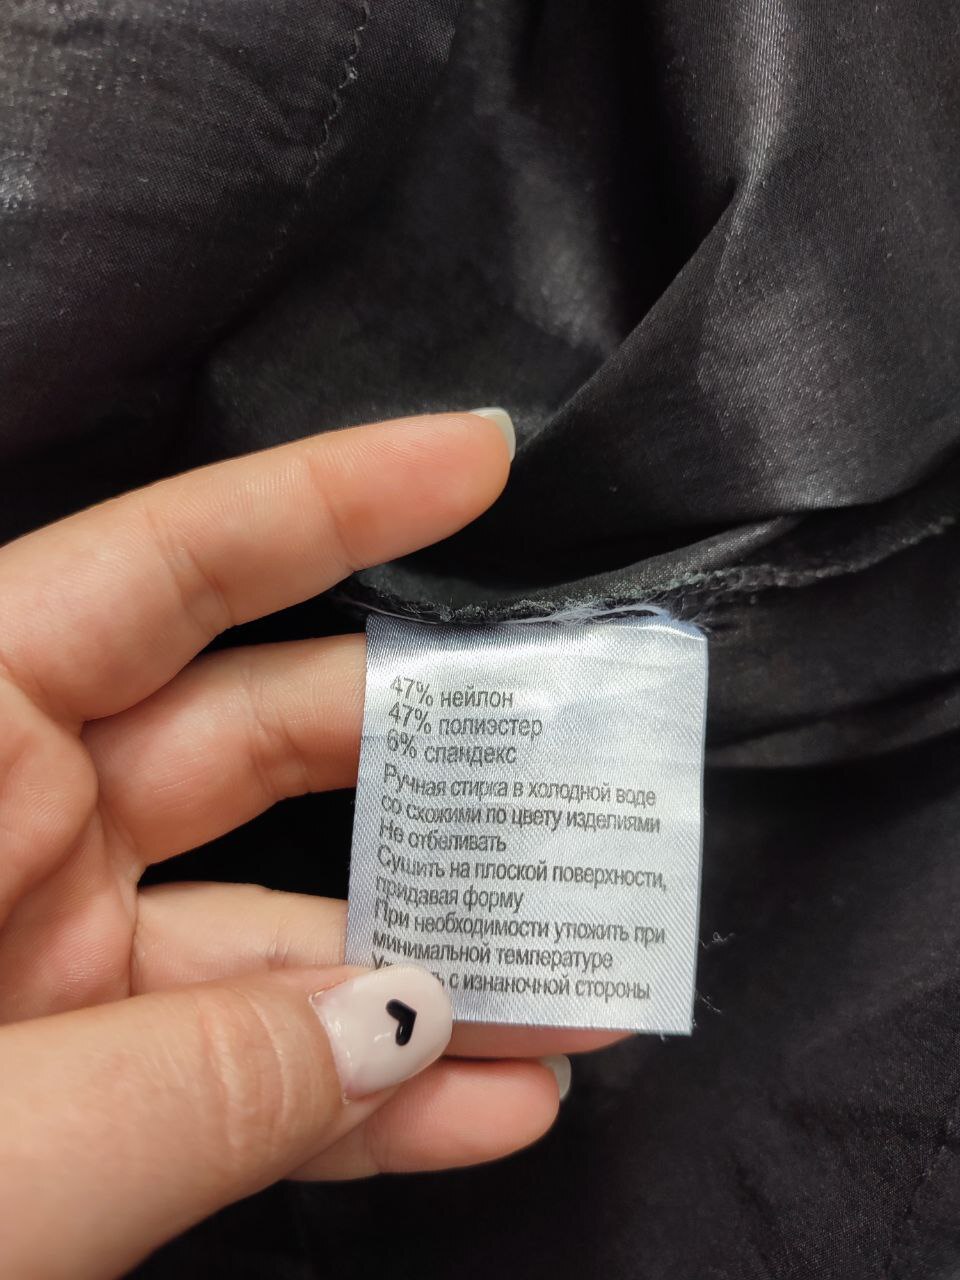 47% нейлон
47% полиэстер
6% спандекс
Ручная стирка в холодной воде
со схожими по цвету изделиями
Не отбеливать
Сушить на плоской поверхности,
придавая форму
При необходимости утюжить при
минимальной температуре
с изнаночной стороны